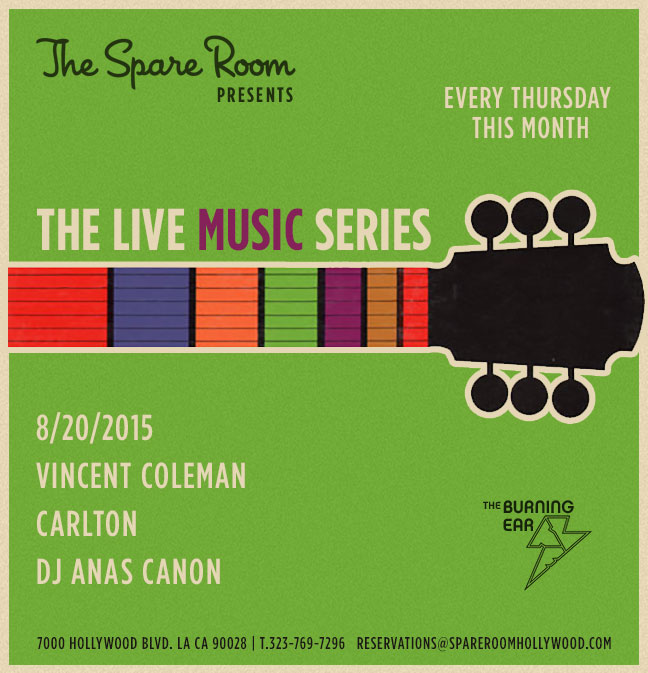 The Spare Room
PRESENTS
EVERY THURSDAY
THIS MONTH
THE LIVE MUSIC SERIES
8/20/2015
VINCENT COLEMAN
CARLTON
DJ ANAS CANON
THE BURNING
EAR
7000 HOLLYWOOD BLVD. LA CA 90028 | T.323-769-7296 RESERVATIONS@SPAREROOMHOLLYWOOD.COM